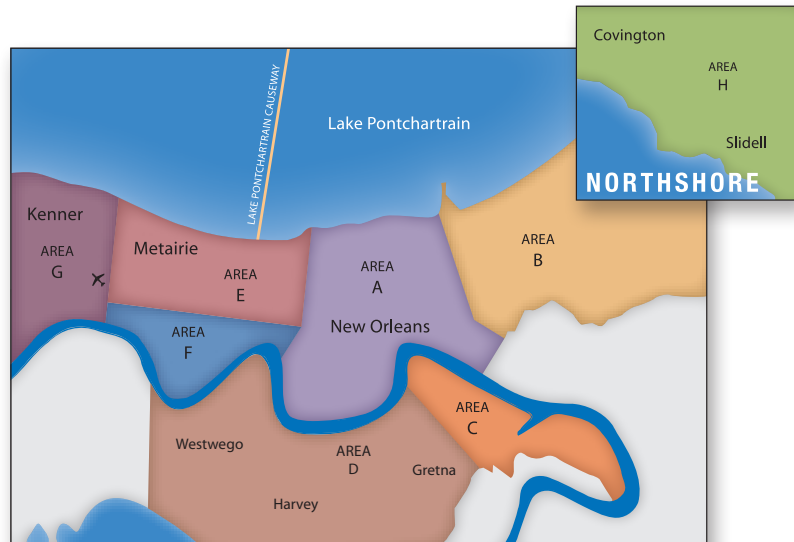 Covington
AREA
H
Slidell
NORTHSHORE
LAKE PONTCHARTRAIN CAUSEWAY
Lake Pontchartrain
Kenner
AREA
G
Metairie
AREA
E
AREA
A
New Orleans
AREA
B
AREA
F
AREA
C
Westwego
AREA
D
Gretna
Harvey